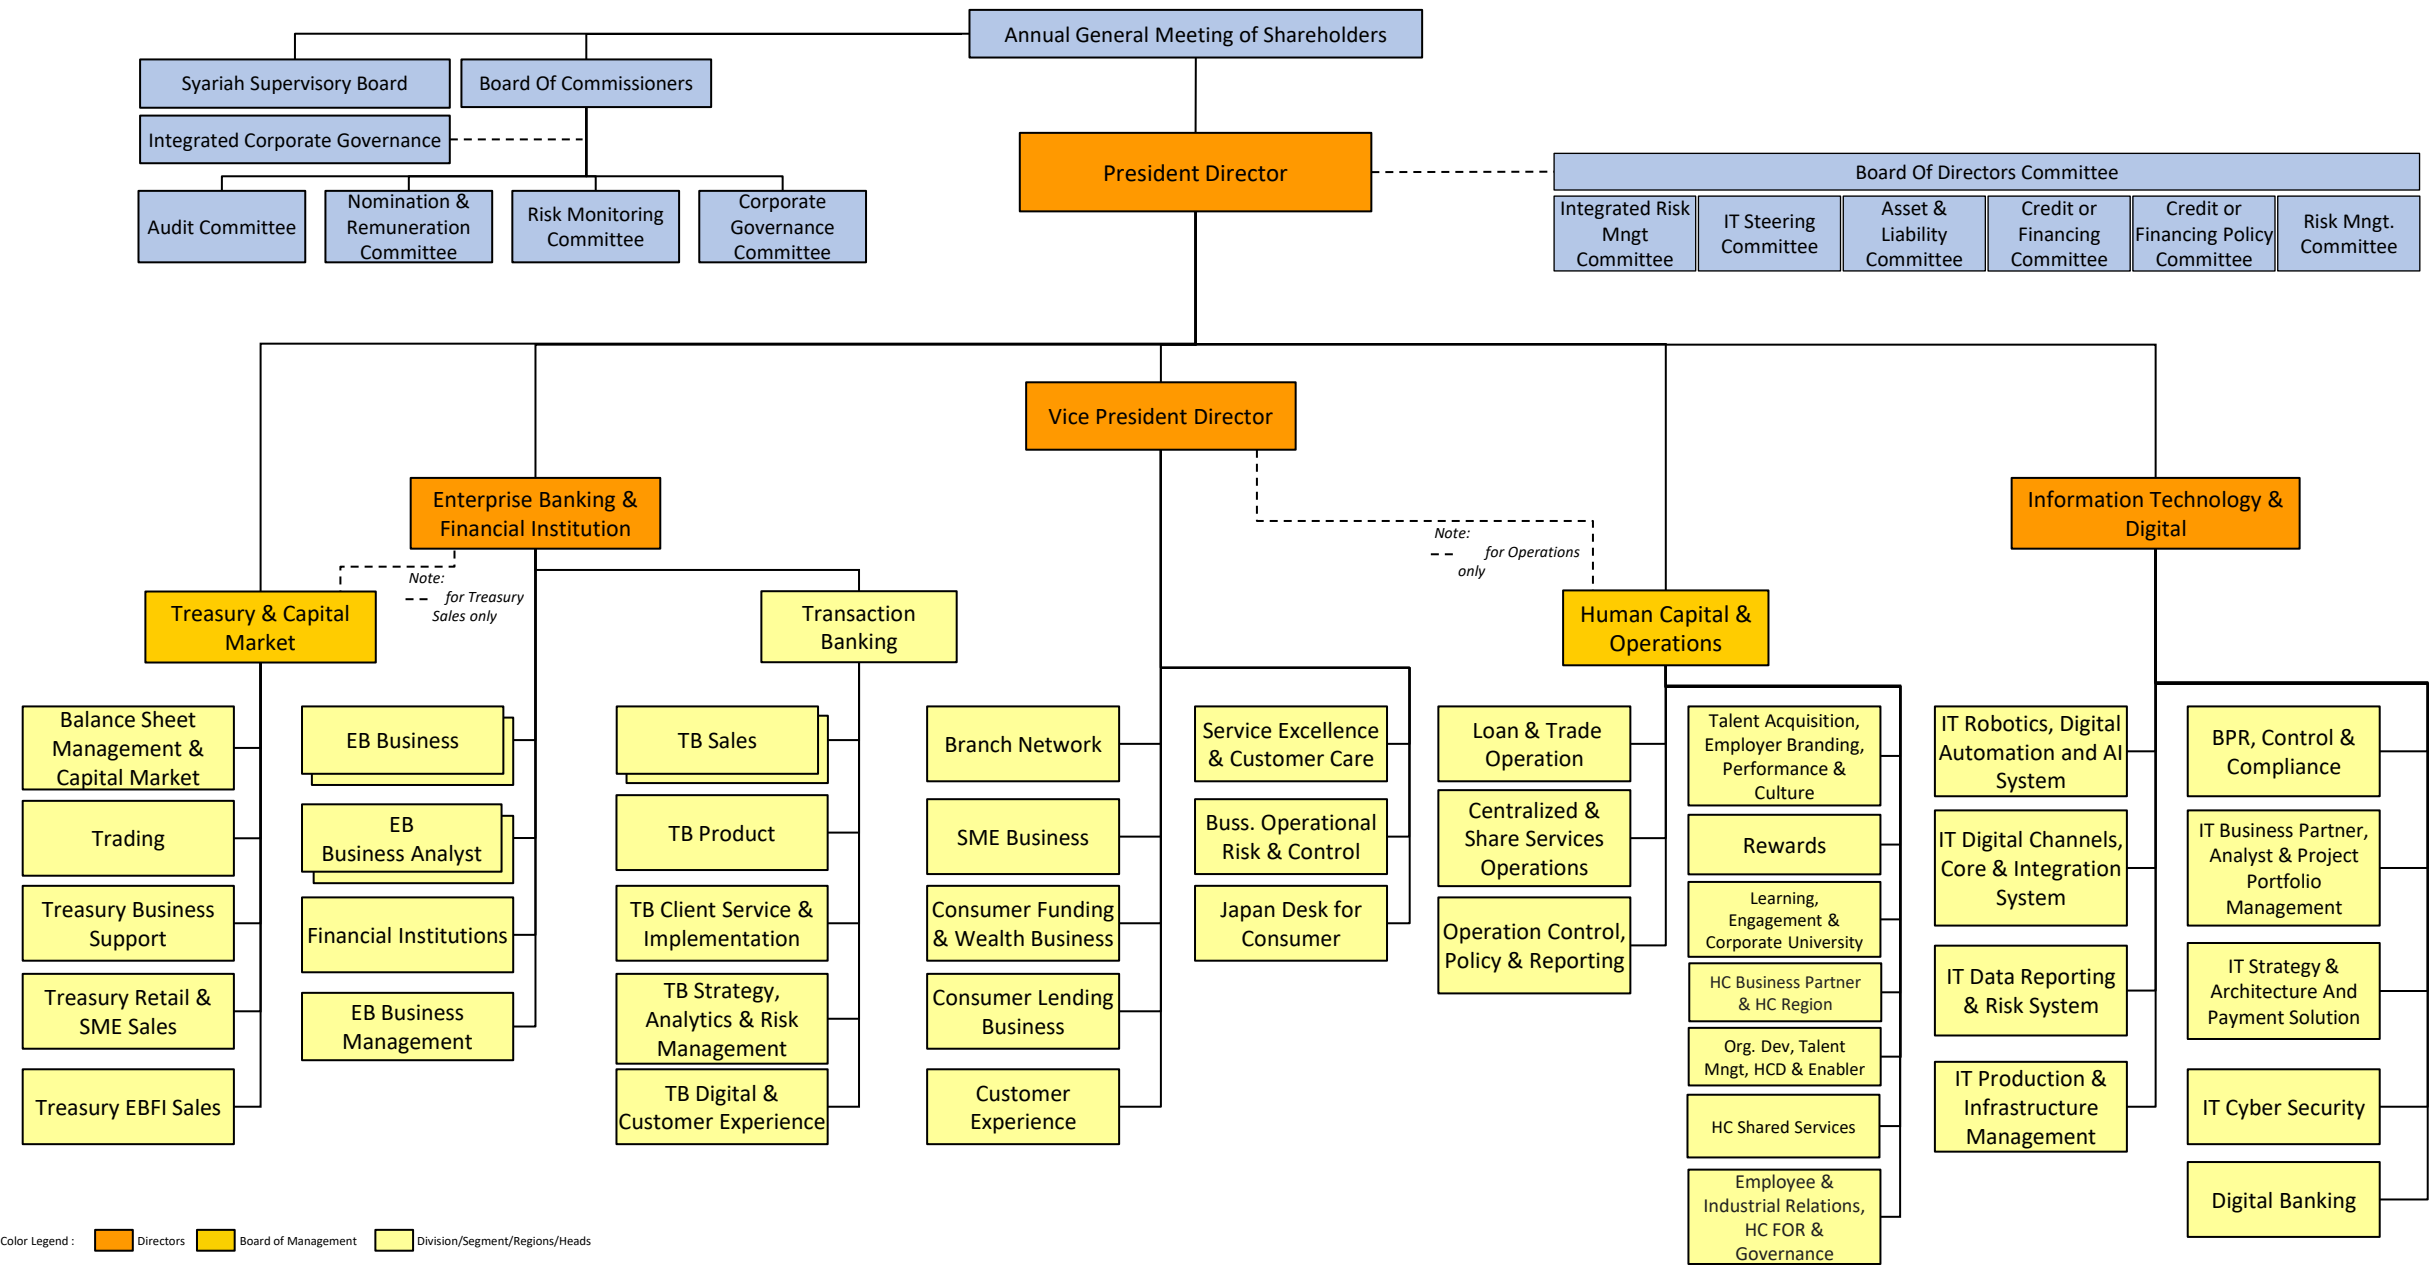 Annual General Meeting of Shareholders
Syariah Supervisory Board
Board Of Commissioners
Integrated Corporate Governance
President Director
Board Of Directors Committee
Audit Committee
Nomination &
Remuneration
Committee
Risk Monitoring
Committee
Corporate
Governance
Committee
Integrated Risk
Mngt
Committee
IT Steering
Committee
Asset &
Liability
Committee
Credit or
Financing
Committee
Credit or
Financing Policy
Committee
Risk Mngt.
Committee
Vice President Director
Enterprise Banking &
Financial Institution
Information Technology &
Digital
Note:
for Treasury
Sales only
Note:
for Operations
only
Treasury & Capital
Market
Transaction
Banking
Human Capital &
Operations
Balance Sheet
Management &
Capital Market
Trading
Treasury Business
Support
Treasury Retail &
SME Sales
Treasury EBFI Sales
EB Business
EB
Business Analyst
Financial Institutions
EB Business
Management
TB Sales
TB Product
TB Client Service &
Implementation
TB Strategy,
Analytics & Risk
Management
TB Digital &
Customer Experience
Branch Network
SME Business
Consumer Funding
& Wealth Business
Consumer Lending
Business
Customer
Experience
Service Excellence
& Customer Care
Buss. Operational
Risk & Control
Japan Desk for
Consumer
Loan & Trade
Operation
Centralized &
Share Services
Operations
Operation Control,
Policy & Reporting
Talent Acquisition,
Employer Branding,
Performance &
Culture
Rewards
Learning,
Engagement &
Corporate University
HC Business Partner
& HC Region
Org. Dev, Talent
Mngt, HCD & Enabler
HC Shared Services
Employee &
Industrial Relations,
HC FOR &
Governance
IT Robotics, Digital
Automation and AI
System
IT Digital Channels,
Core & Integration
System
IT Data Reporting
& Risk System
IT Production &
Infrastructure
Management
BPR, Control &
Compliance
IT Business Partner,
Analyst & Project
Portfolio
Management
IT Strategy &
Architecture And
Payment Solution
IT Cyber Security
Digital Banking
Color Legend :
Directors
Board of Management
Division/Segment/Regions/Heads